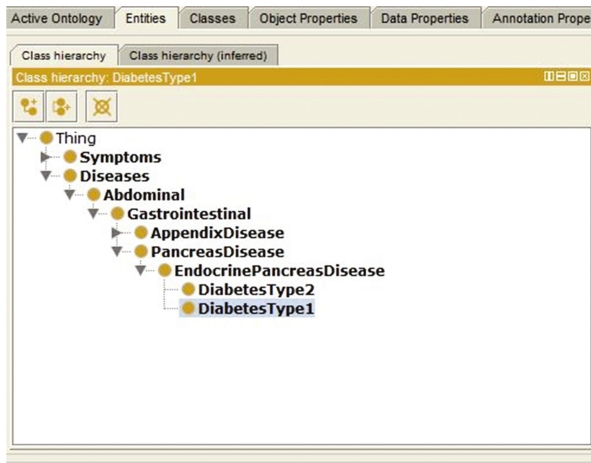 Active Ontology Entities Classes Object Properties Data Properties Annotation Prope
Class hierarchy Class hierarchy (inferred)
Class hierarchy: DiabetesType1
Thing
Symptoms
Diseases
Abdominal
Gastrointestinal
AppendixDisease
PancreasDisease
EndocrinePancreasDisease
DiabetesType2
DiabetesType1